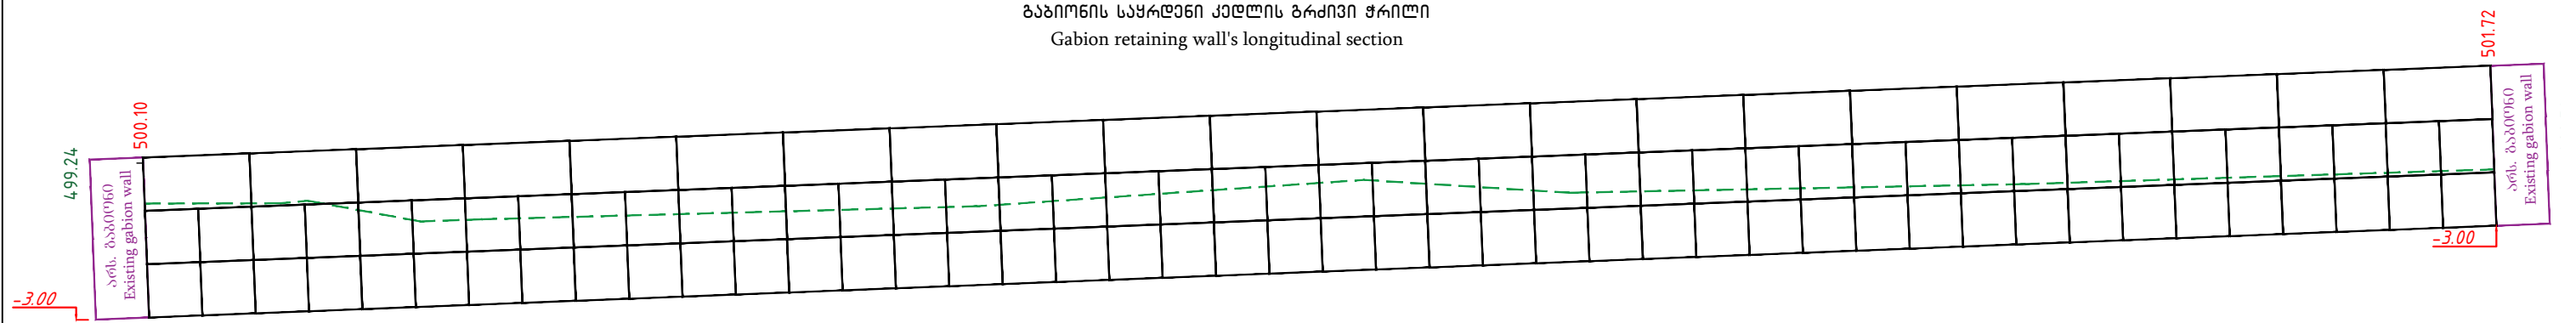 გაბიონის საყრდენი კედლის გრძივი ჭრილი
Gabion retaining wall's longitudinal section
501.72
500.10
499.24
არს. გაბიონი
Existing gabion wall
არს. გაბიონი
Existing gabion wall
-3.00
-3.00